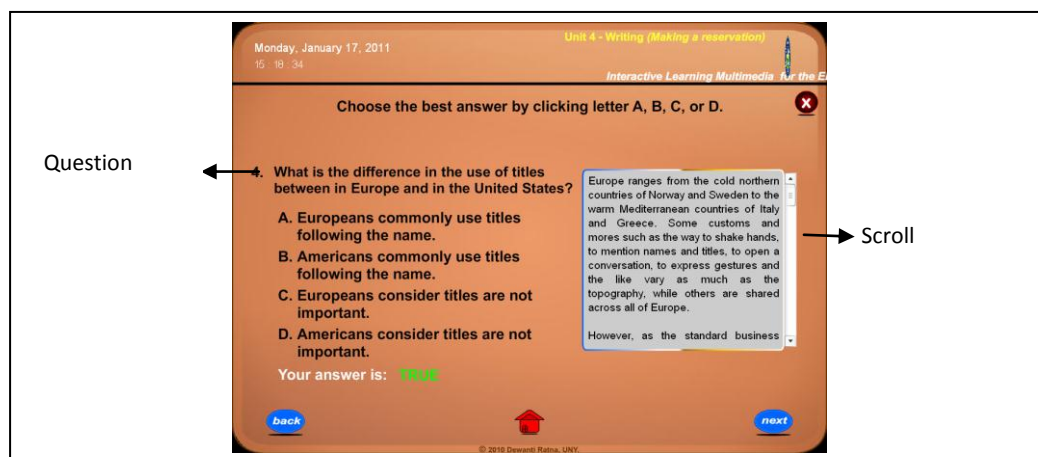 Unit 4 - Writing (Making a reservation)
Monday, January 17, 2011
15 : 18 : 34
Interactive Learning Multimedia for the E
Choose the best answer by clicking letter A, B, C, or D.
X
Question
4. What is the difference in the use of titles
between in Europe and in the United States?
A. Europeans commonly use titles
following the name.
B. Americans commonly use titles
following the name.
C. Europeans consider titles are not
important.
D. Americans consider titles are not
important.
Your answer is: TRUE
Europe ranges from the cold northern
countries of Norway and Sweden to the
warm Mediterranean countries of Italy
and Greece. Some customs and
mores such as the way to shake hands,
to mention names and titles, to open a
conversation, to express gestures and
the like vary as much as the
topography, while others are shared
across all of Europe.
However, as the standard business
Scroll
back
next
© 2010 Dewanti Ratna, UNY.